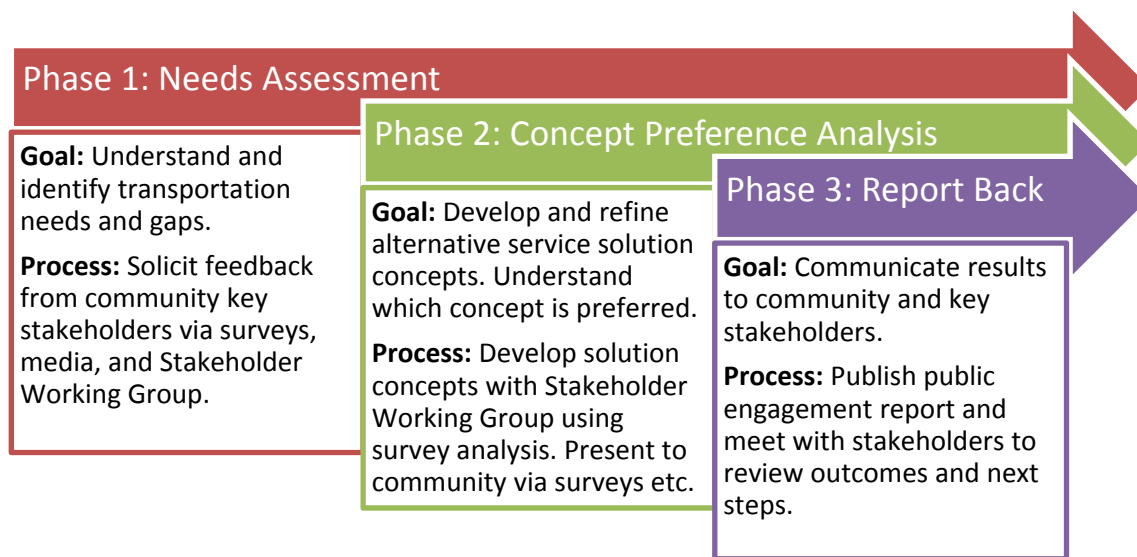 Phase 1: Needs Assessment
Goal: Understand and
identify transportation
needs and gaps.
Process: Solicit feedback
from community key
stakeholders via surveys,
media, and Stakeholder
Working Group.
Phase 2: Concept Preference Analysis
Goal: Develop and refine
alternative service solution
concepts. Understand
which concept is preferred.
Process: Develop solution
concepts with Stakeholder
Working Group using
survey analysis. Present to
community via surveys etc.
Phase 3: Report Back
Goal: Communicate results
to community and key
stakeholders.
Process: Publish public
engagement report and
meet with stakeholders to
review outcomes and next
steps.